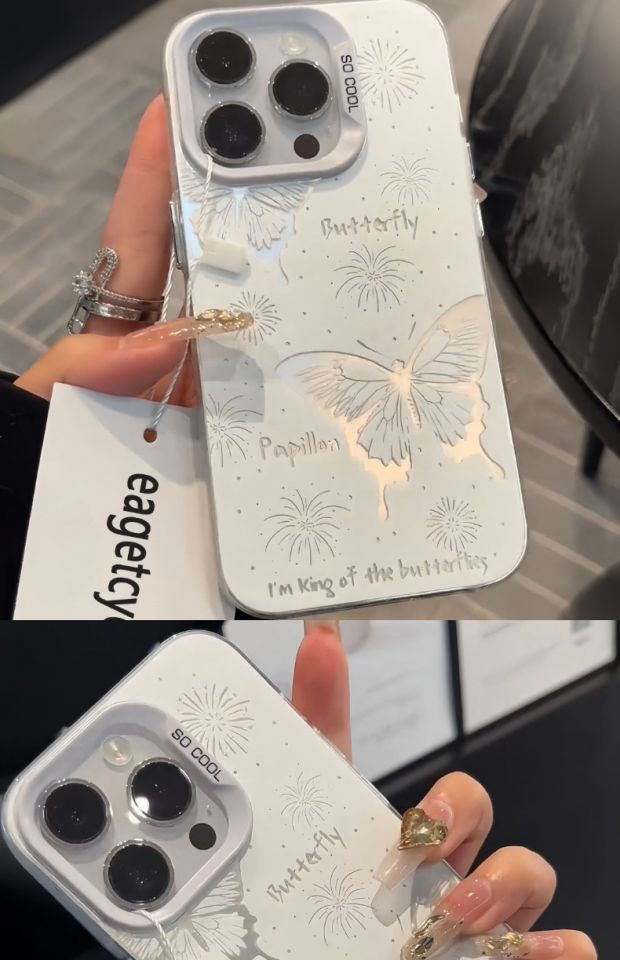 SO COOL
Butterfly
Papillon
I'm King of the butterflies
eagetcy
SO COOL
Butterfly